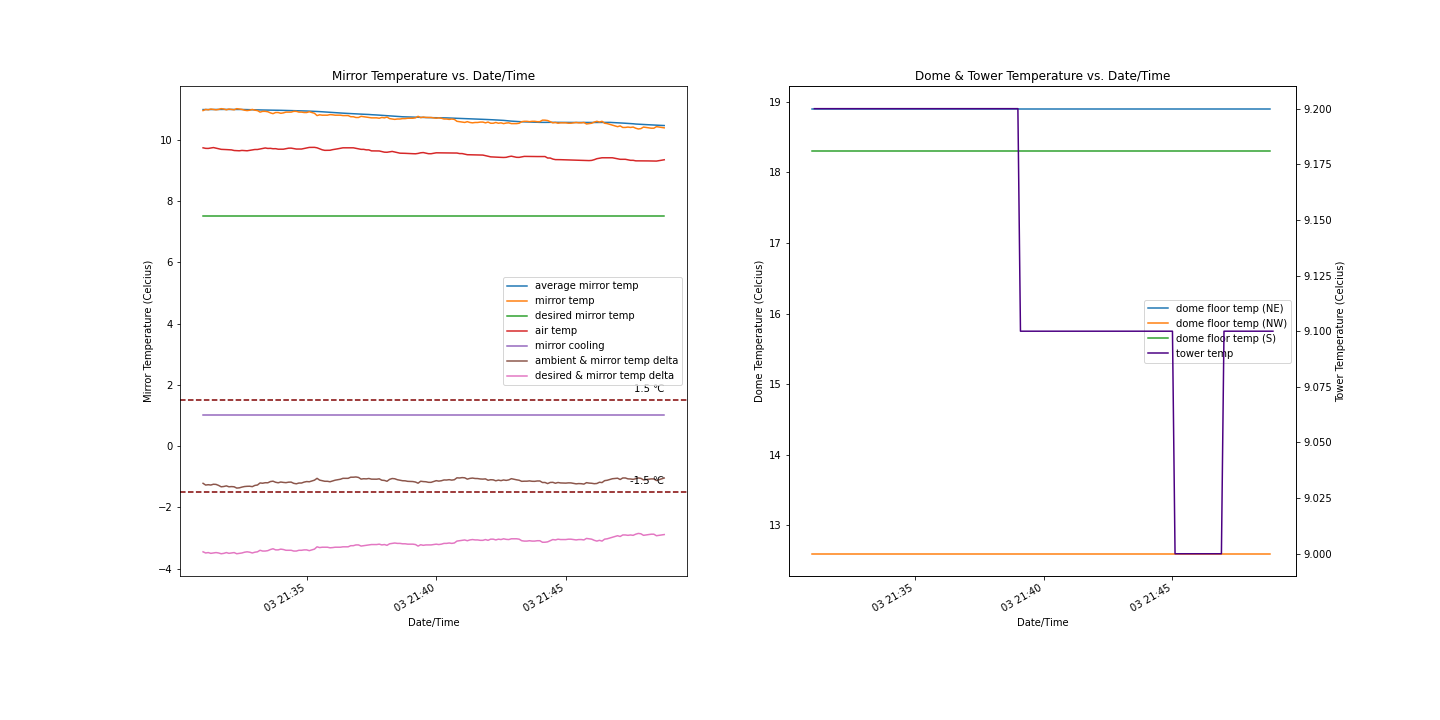 Mirror Temperature vs. Date/Time
Mirror Temperature (Celcius)
10
8
6
4
2
0
−2
−4
average mirror temp
mirror temp
desired mirror temp
air temp
mirror cooling
ambient & mirror temp delta
desired & mirror temp delta
1.5 °C
-1.5 °C
03 21:35
03 21:40
03 21:45
Date/Time
Dome & Tower Temperature vs. Date/Time
Dome Temperature (Celcius)
19
18
17
16
15
14
13
dome floor temp (NE)
dome floor temp (NW)
dome floor temp (S)
tower temp
9.200
9.175
9.150
9.125
9.100
9.075
9.050
9.025
9.000
Tower Temperature (Celcius)
03 21:35
03 21:40
03 21:45
Date/Time